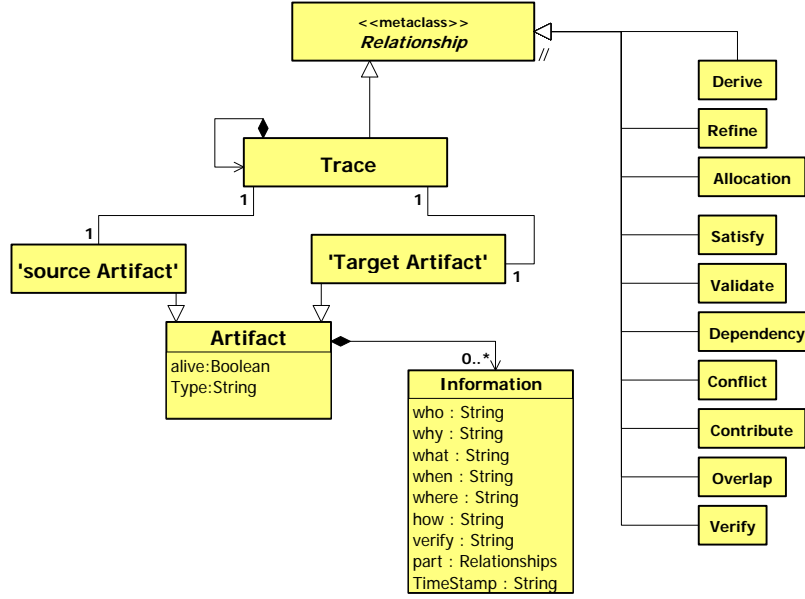 <<metaclass>>
Relationship
//
Derive
Refine
Trace
Allocation
1
1
1
Satisfy
'source Artifact'
'Target Artifact'
1
Validate
Artifact
alive:Boolean
Type:String
Dependency
0..*
Conflict
Information
who : String
why : String
what : String
when : String
where : String
how : String
verify : String
part : Relationships
TimeStamp : String
Contribute
Overlap
Verify